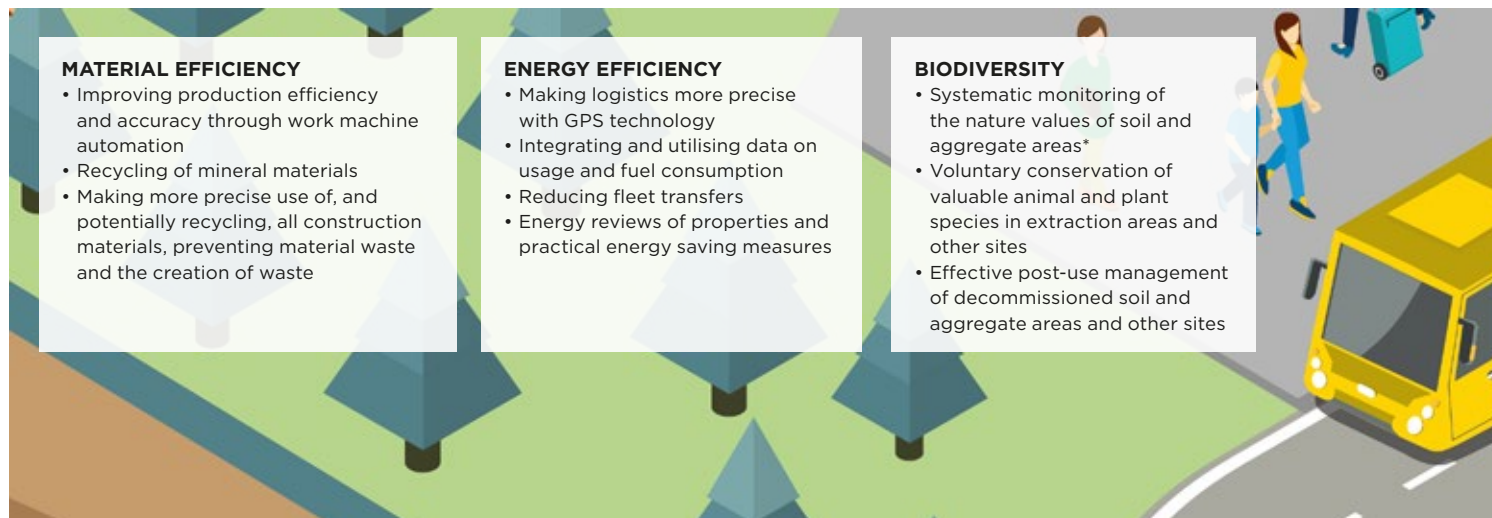 MATERIAL EFFICIENCY
• Improving production efficiency
and accuracy through work machine
automation
• Recycling of mineral materials
• Making more precise use of, and
potentially recycling, all construction
materials, preventing material waste
and the creation of waste
ENERGY EFFICIENCY
• Making logistics more precise
with GPS technology
• Integrating and utilising data on
usage and fuel consumption
• Reducing fleet transfers
• Energy reviews of properties and
practical energy saving measures
BIODIVERSITY
• Systematic monitoring of
the nature values of soil and
aggregate areas*
• Voluntary conservation of
valuable animal and plant
species in extraction areas and
other sites
• Effective post-use management
of decommissioned soil and
aggregate areas and other sites